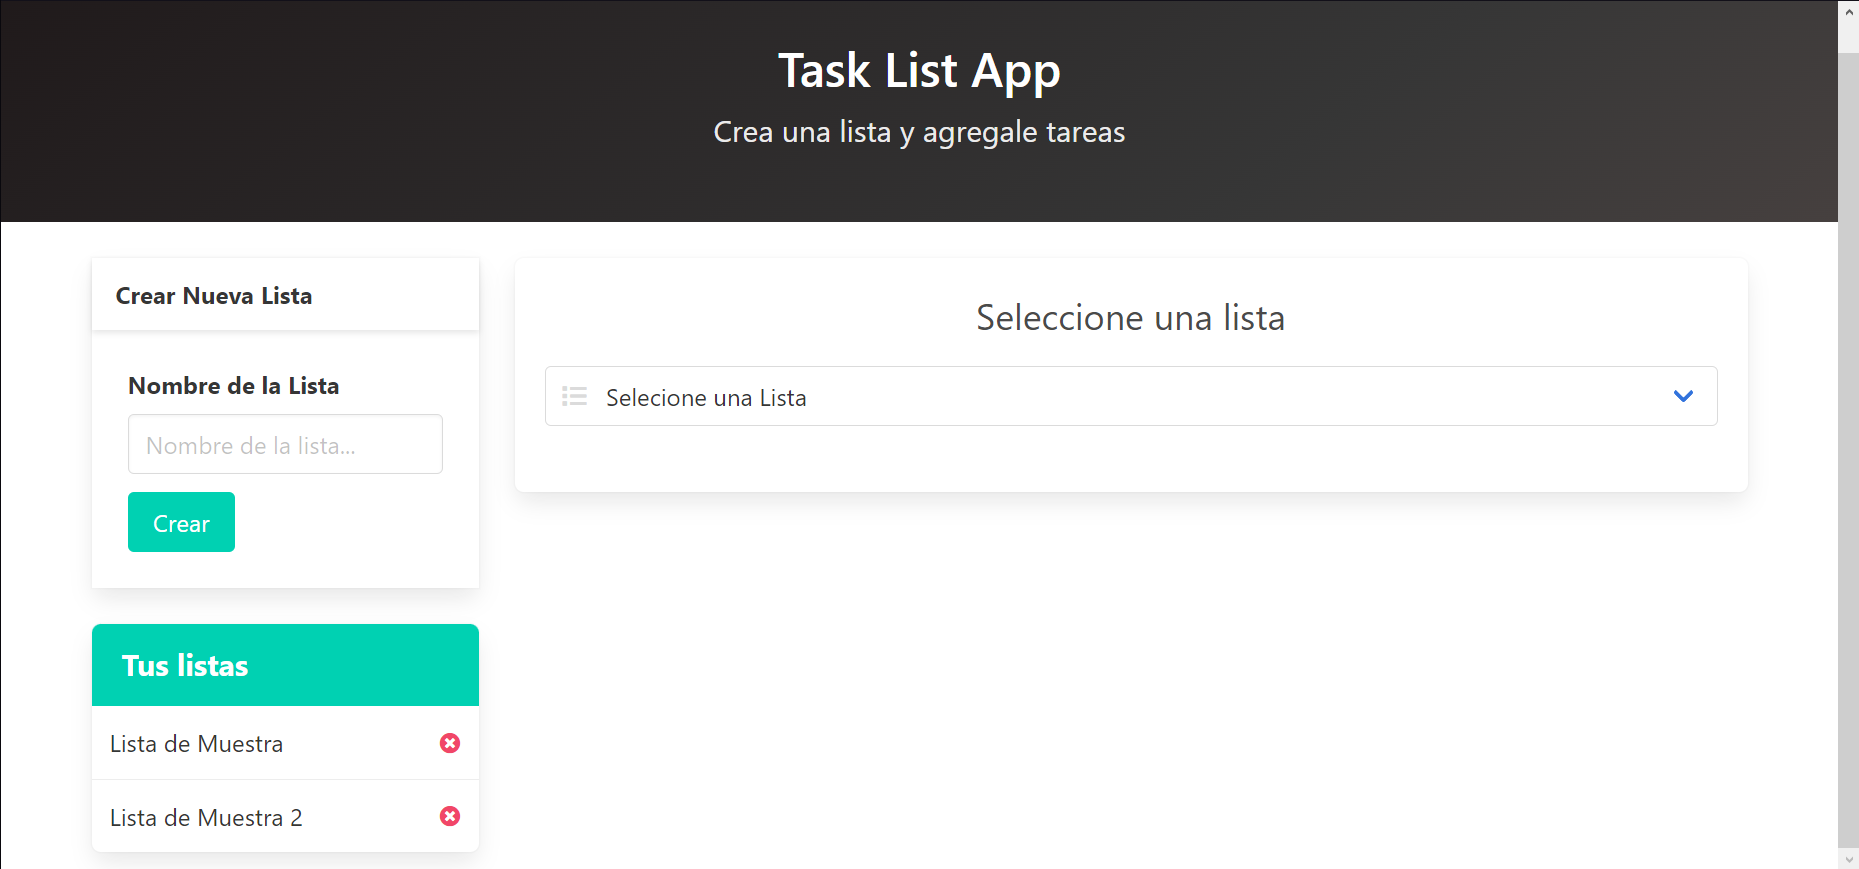 Task List App
Crea una lista y agregale tareas
Crear Nueva Lista
Nombre de la Lista
Nombre de la lista...
Crear
Tus listas
Lista de Muestra
Lista de Muestra 2
Seleccione una lista
Selecione una Lista